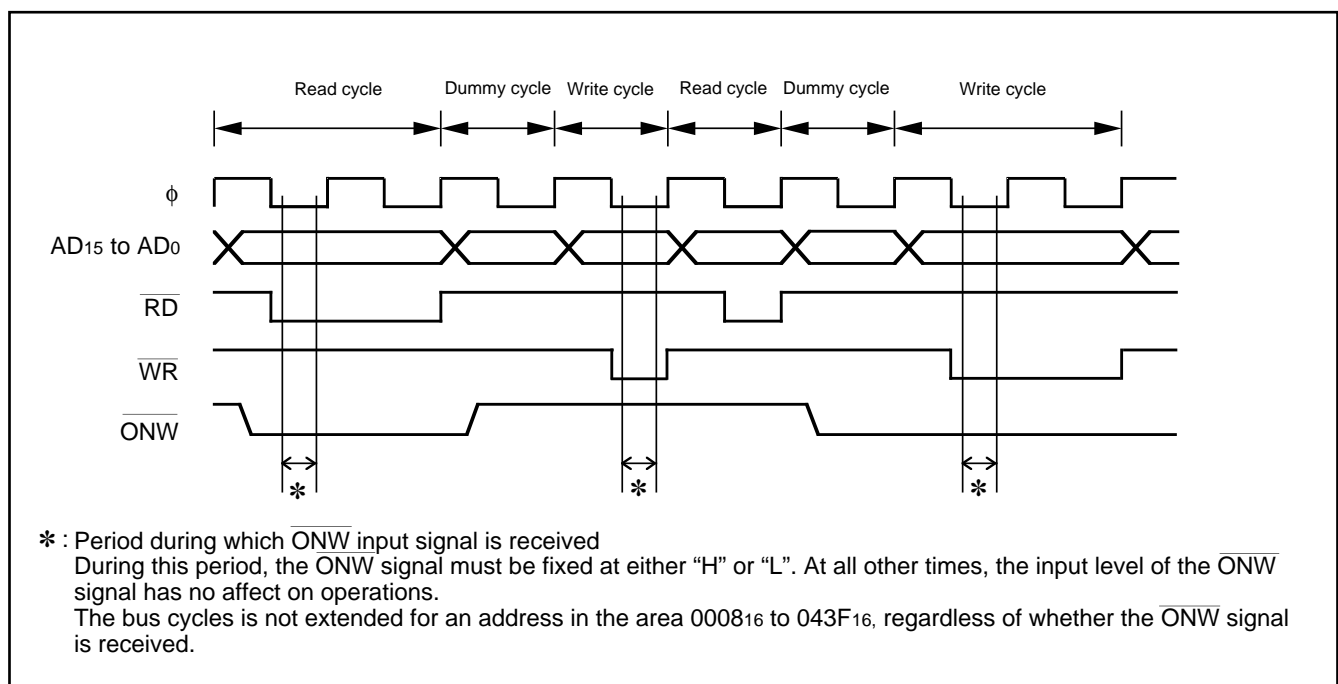 Read cycle Dummy cycle Write cycle Read cycle Dummy cycle Write cycle
ϕ
AD15 to AD0
RD
WR
ONW
* * *
* : Period during which ONW input signal is received
During this period, the ONW signal must be fixed at either “H” or “L”. At all other times, the input level of the ONW
signal has no affect on operations.
The bus cycles is not extended for an address in the area 000816 to 043F16, regardless of whether the ONW signal
is received.